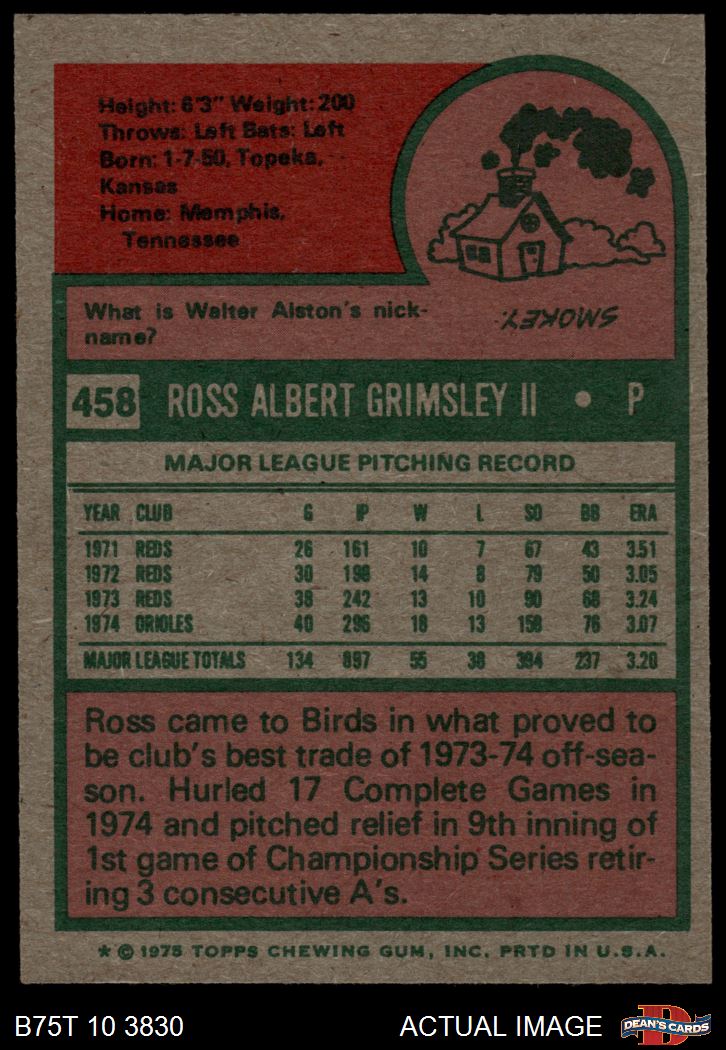 Height: 6'3" Weight: 200
Throws: Left Bats: Left
Born: 1-7-50, Topeka,
Kansas
Home: Memphis,
Tennessee
What is Walter Alston's nick-
name?
SMOKEY.
458 ROSS ALBERT GRIMSLEY II • P
MAJOR LEAGUE PITCHING RECORD
YEAR CLUB G IP W L SO BB ERA
1971 REDS 26 161 10 7 67 43 3.51
1972 REDS 30 198 14 8 79 50 3.05
1973 REDS 38 242 13 10 90 68 3.24
1974 ORIOLES 40 296 18 13 158 76 3.07
MAJOR LEAGUE TOTALS 134 897 55 38 394 237 3.20
Ross came to Birds in what proved to
be club's best trade of 1973-74 off-sea-
son. Hurled 17 Complete Games in
1974 and pitched relief in 9th inning of
1st game of Championship Series retir-
ing 3 consecutive A's.
* © 1975 TOPPS CHEWING GUM, INC. PRTD IN U.S.A.
B75T 10 3830 ACTUAL IMAGE DEAN'S CARDS